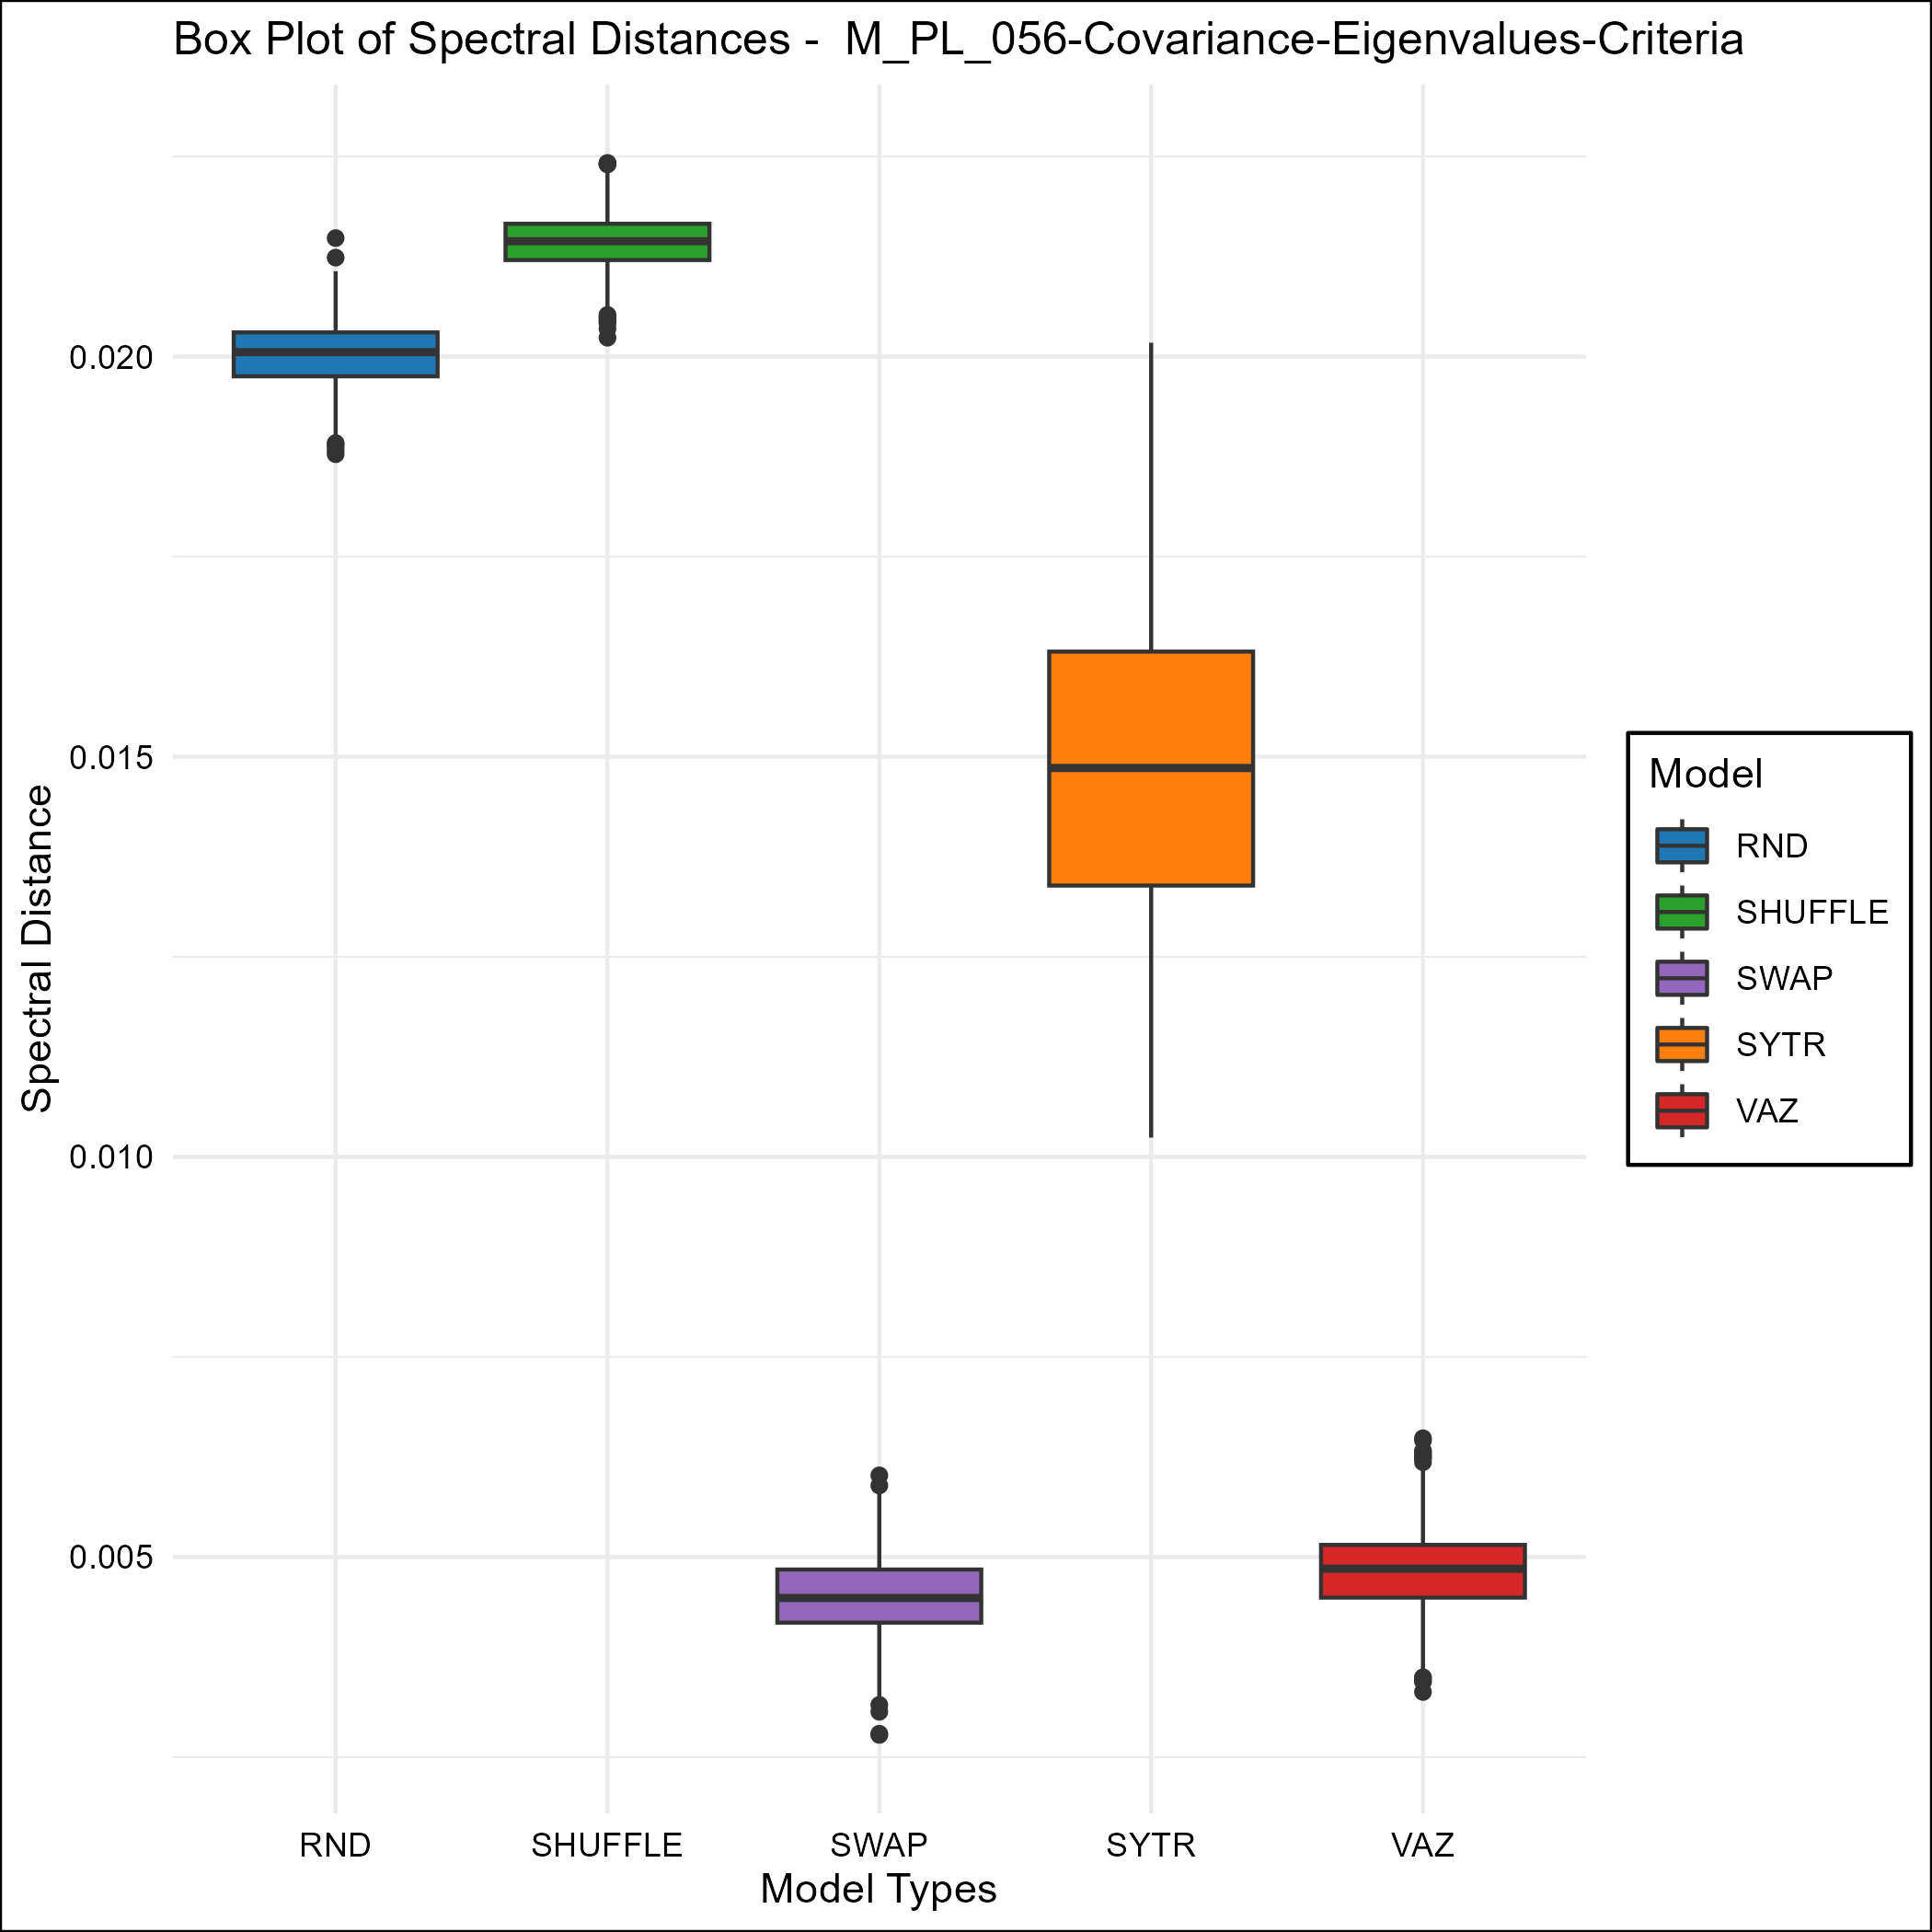 Box Plot of Spectral Distances -  M_PL_056-Covariance-Eigenvalues-Criteria
Spectral Distance
0.020
0.015
0.010
0.005
RND
SHUFFLE
SWAP
SYTR
VAZ
Model Types
Model
RND
SHUFFLE
SWAP
SYTR
VAZ